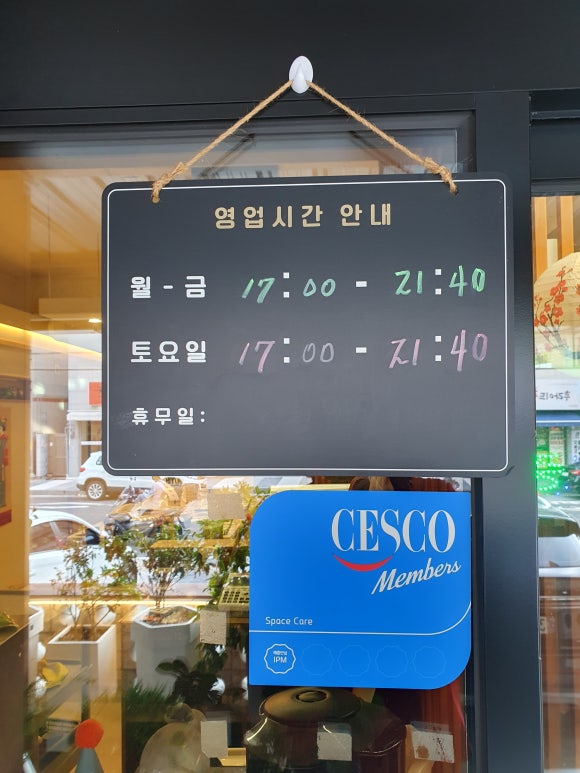 영업시간 안내
월 - 금 17:00 - 21:40
토요일 17:00 - 21:40
휴무일:
CESCO
Members
Space Care
IPM